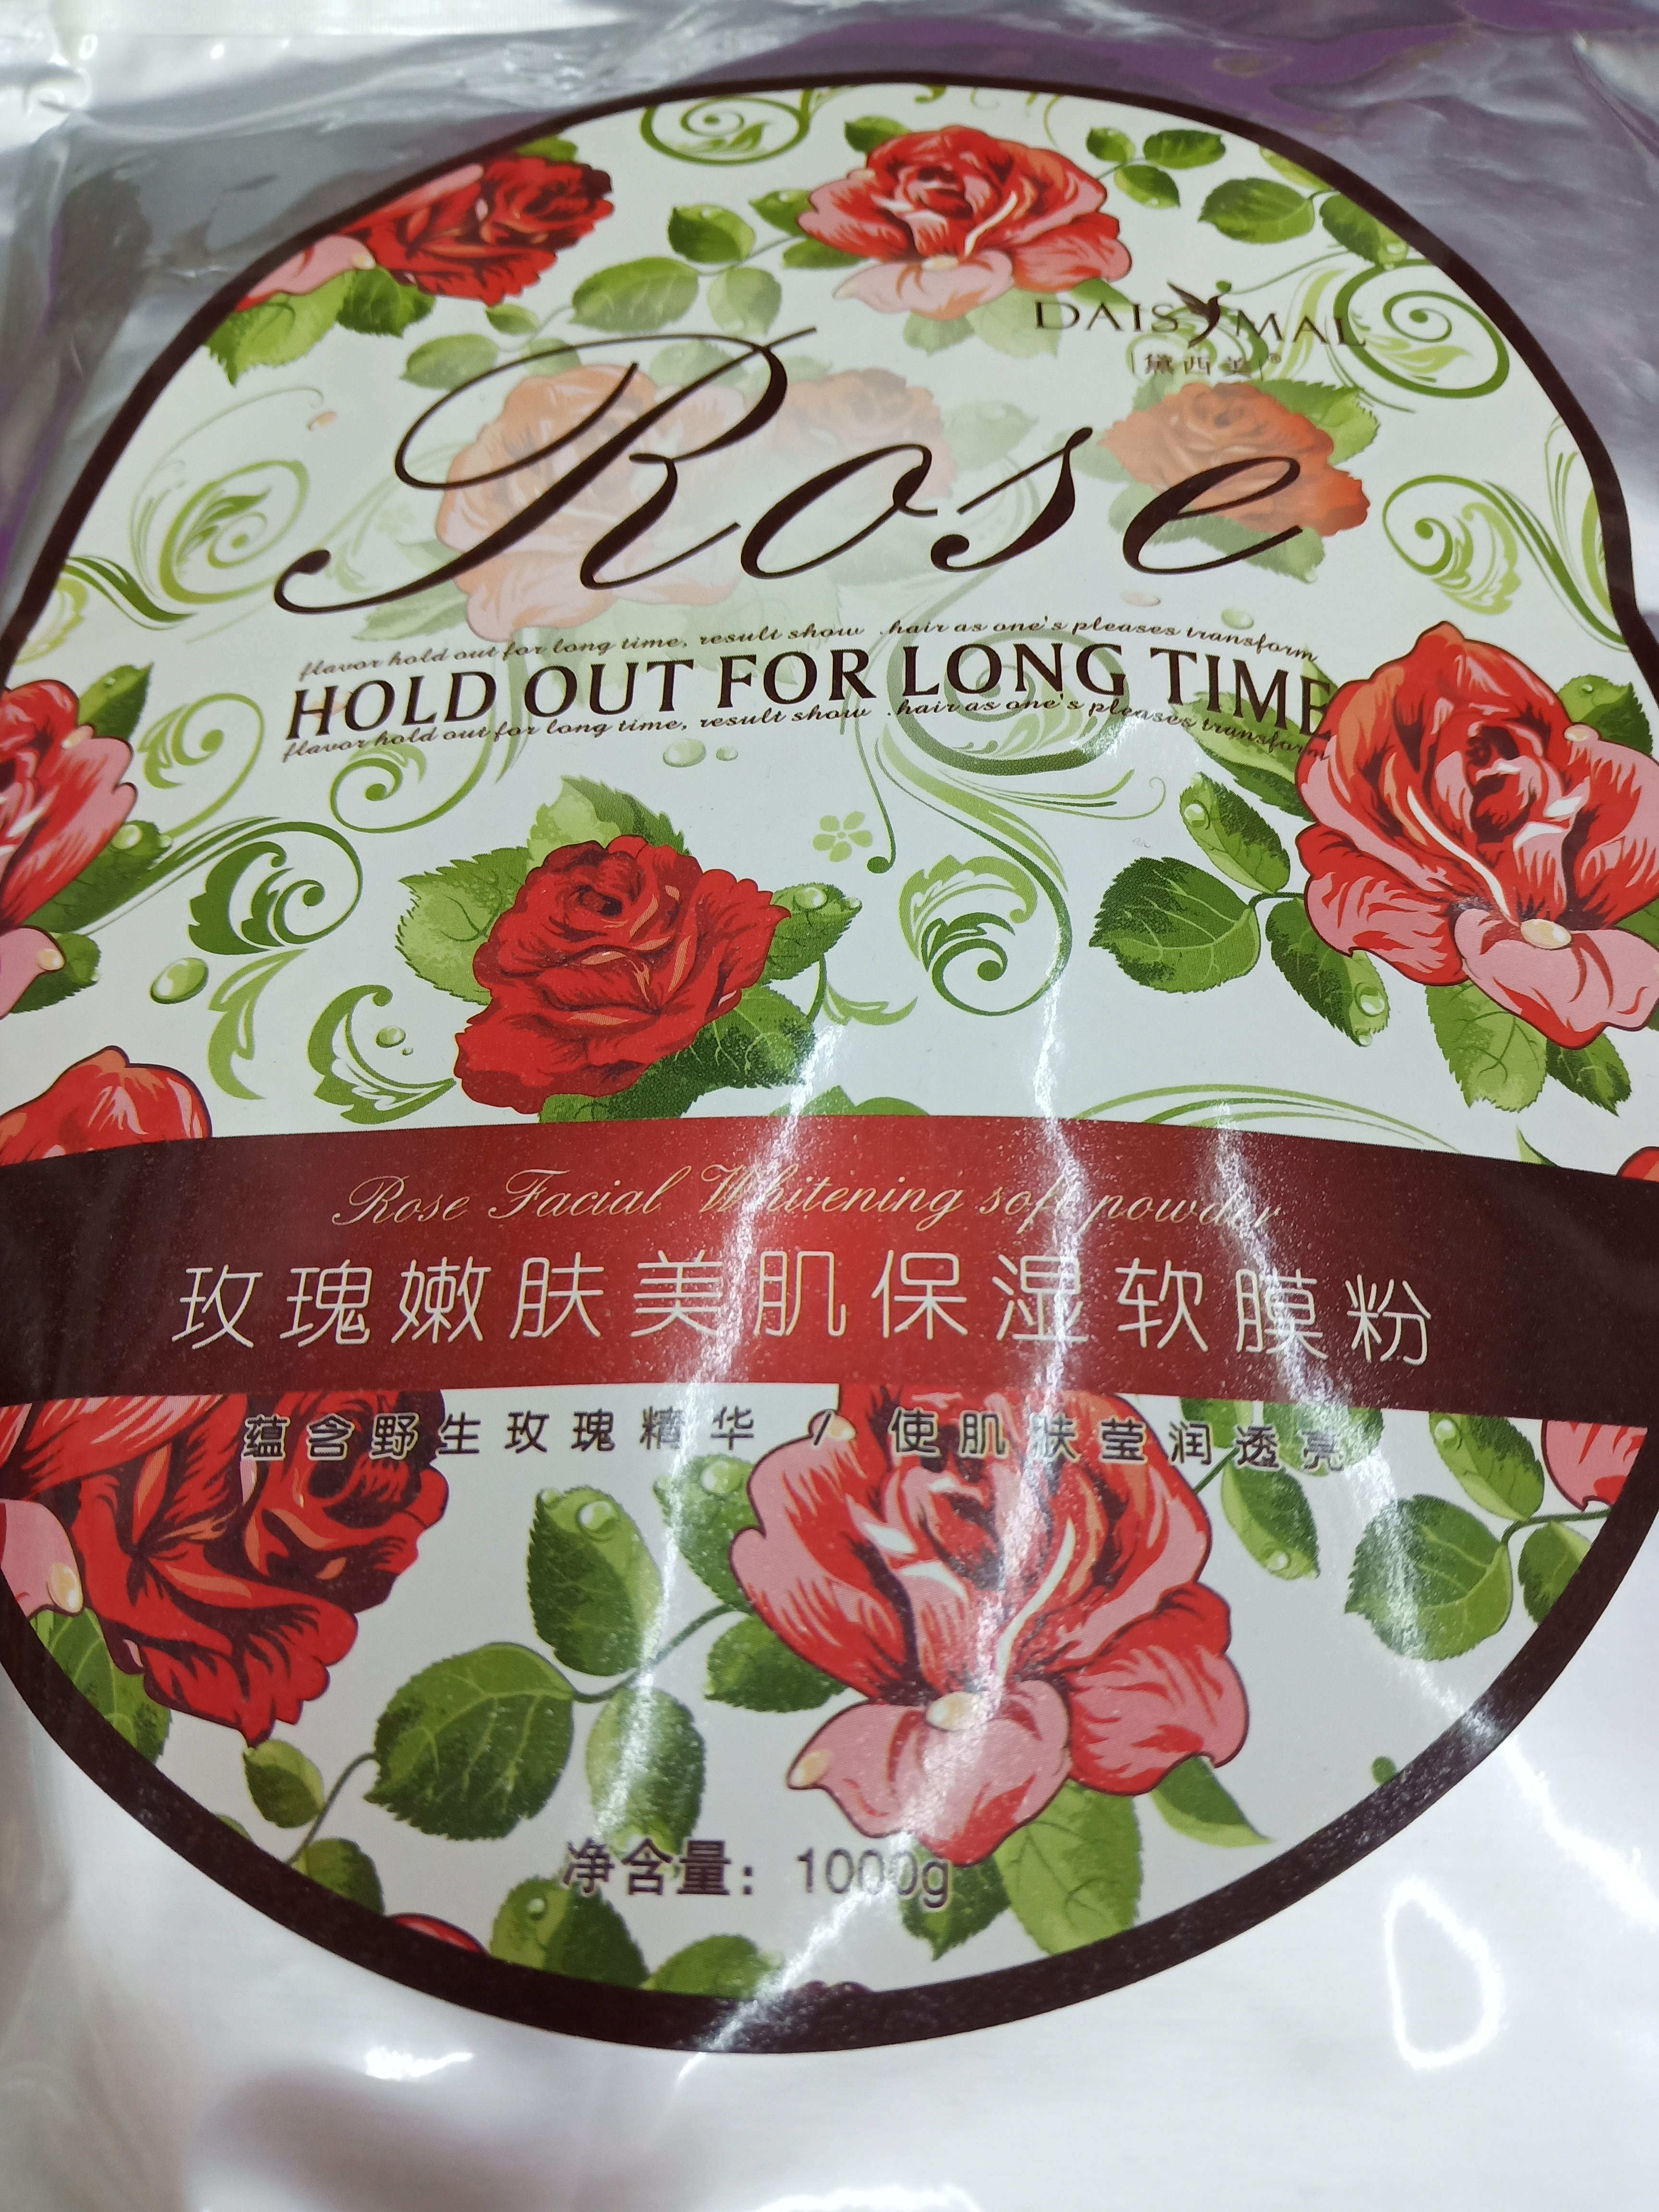 DAISYMAL
黛西美®
Rose
flavor hold out for long time, result show .hair as one's pleases transform
HOLD OUT FOR LONG TIME
flavor hold out for long time, result show .hair as one's pleases transform
Rose Facial Whitening soft powder
玫瑰嫩肤美肌保湿软膜粉
蕴含野生玫瑰精华 / 使肌肤莹润透亮
净含量：1000g